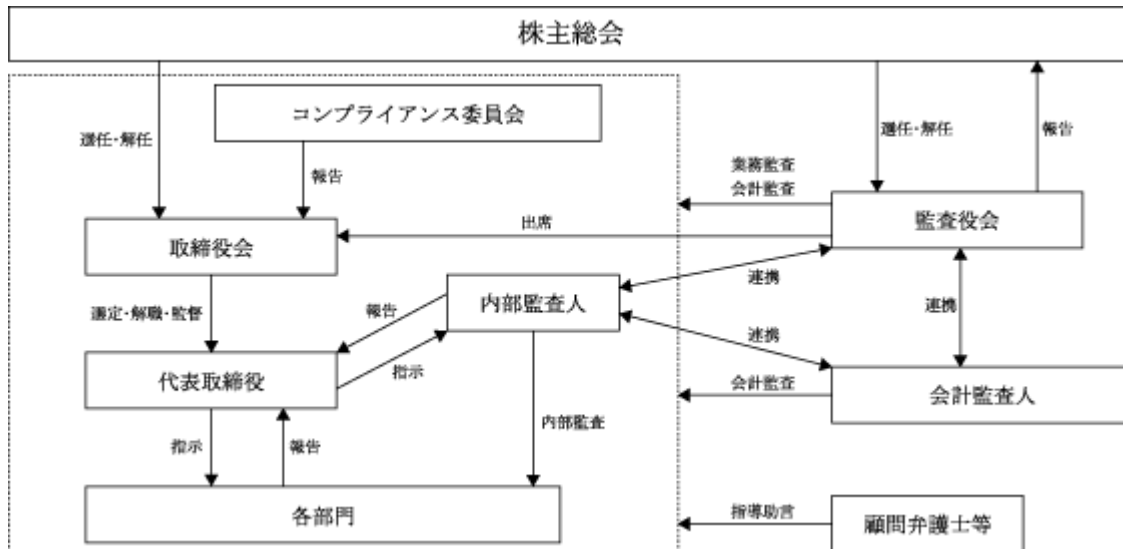 株主総会
コンプライアンス委員会
選任・解任
報告
選任・解任
報告
業務監査
会計監査
取締役会
出席
監査役会
選定・解職・監督
報告
内部監査人
連携
連携
連携
代表取締役
指示
会計監査
会計監査人
指示
報告
内部監査
各部門
指導助言
顧問弁護士等